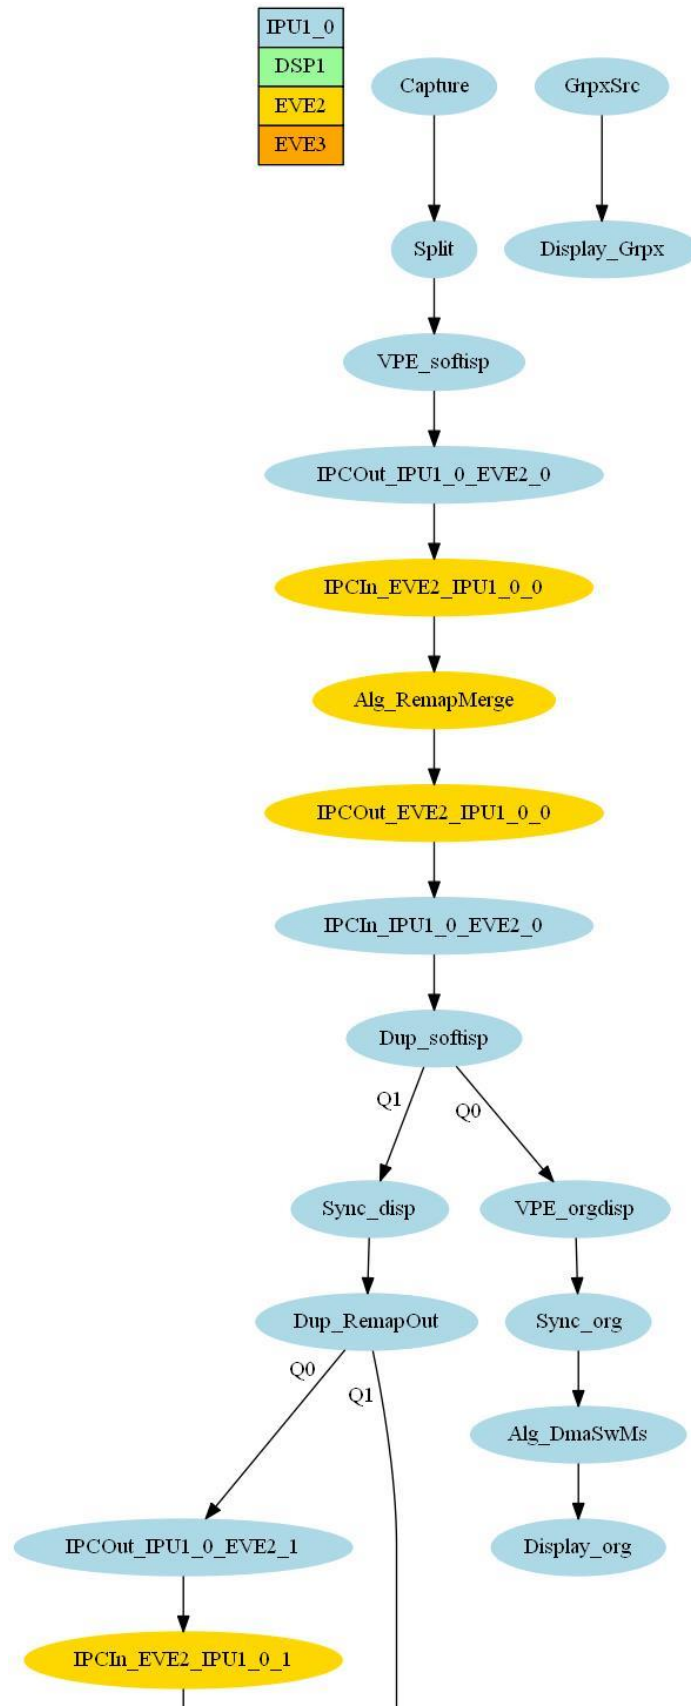 IPU1_0
DSP1
EVE2
EVE3
Capture
GrpxSrc
Split
Display_Grpx
VPE_softisp
IPCOut_IPU1_0_EVE2_0
IPCIn_EVE2_IPU1_0_0
Alg_RemapMerge
IPCOut_EVE2_IPU1_0_0
IPCIn_IPU1_0_EVE2_0
Dup_softisp
Q1
Q0
Sync_disp
VPE_orgdisp
Dup_RemapOut
Sync_org
Q0
Q1
Alg_DmaSwMs
IPCOut_IPU1_0_EVE2_1
Display_org
IPCIn_EVE2_IPU1_0_1